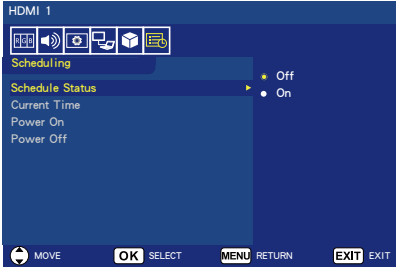 HDMI 1
RGB
Scheduling
Schedule Status
Off
On
Current Time
Power On
Power Off
MOVE OK SELECT MENU RETURN EXIT EXIT